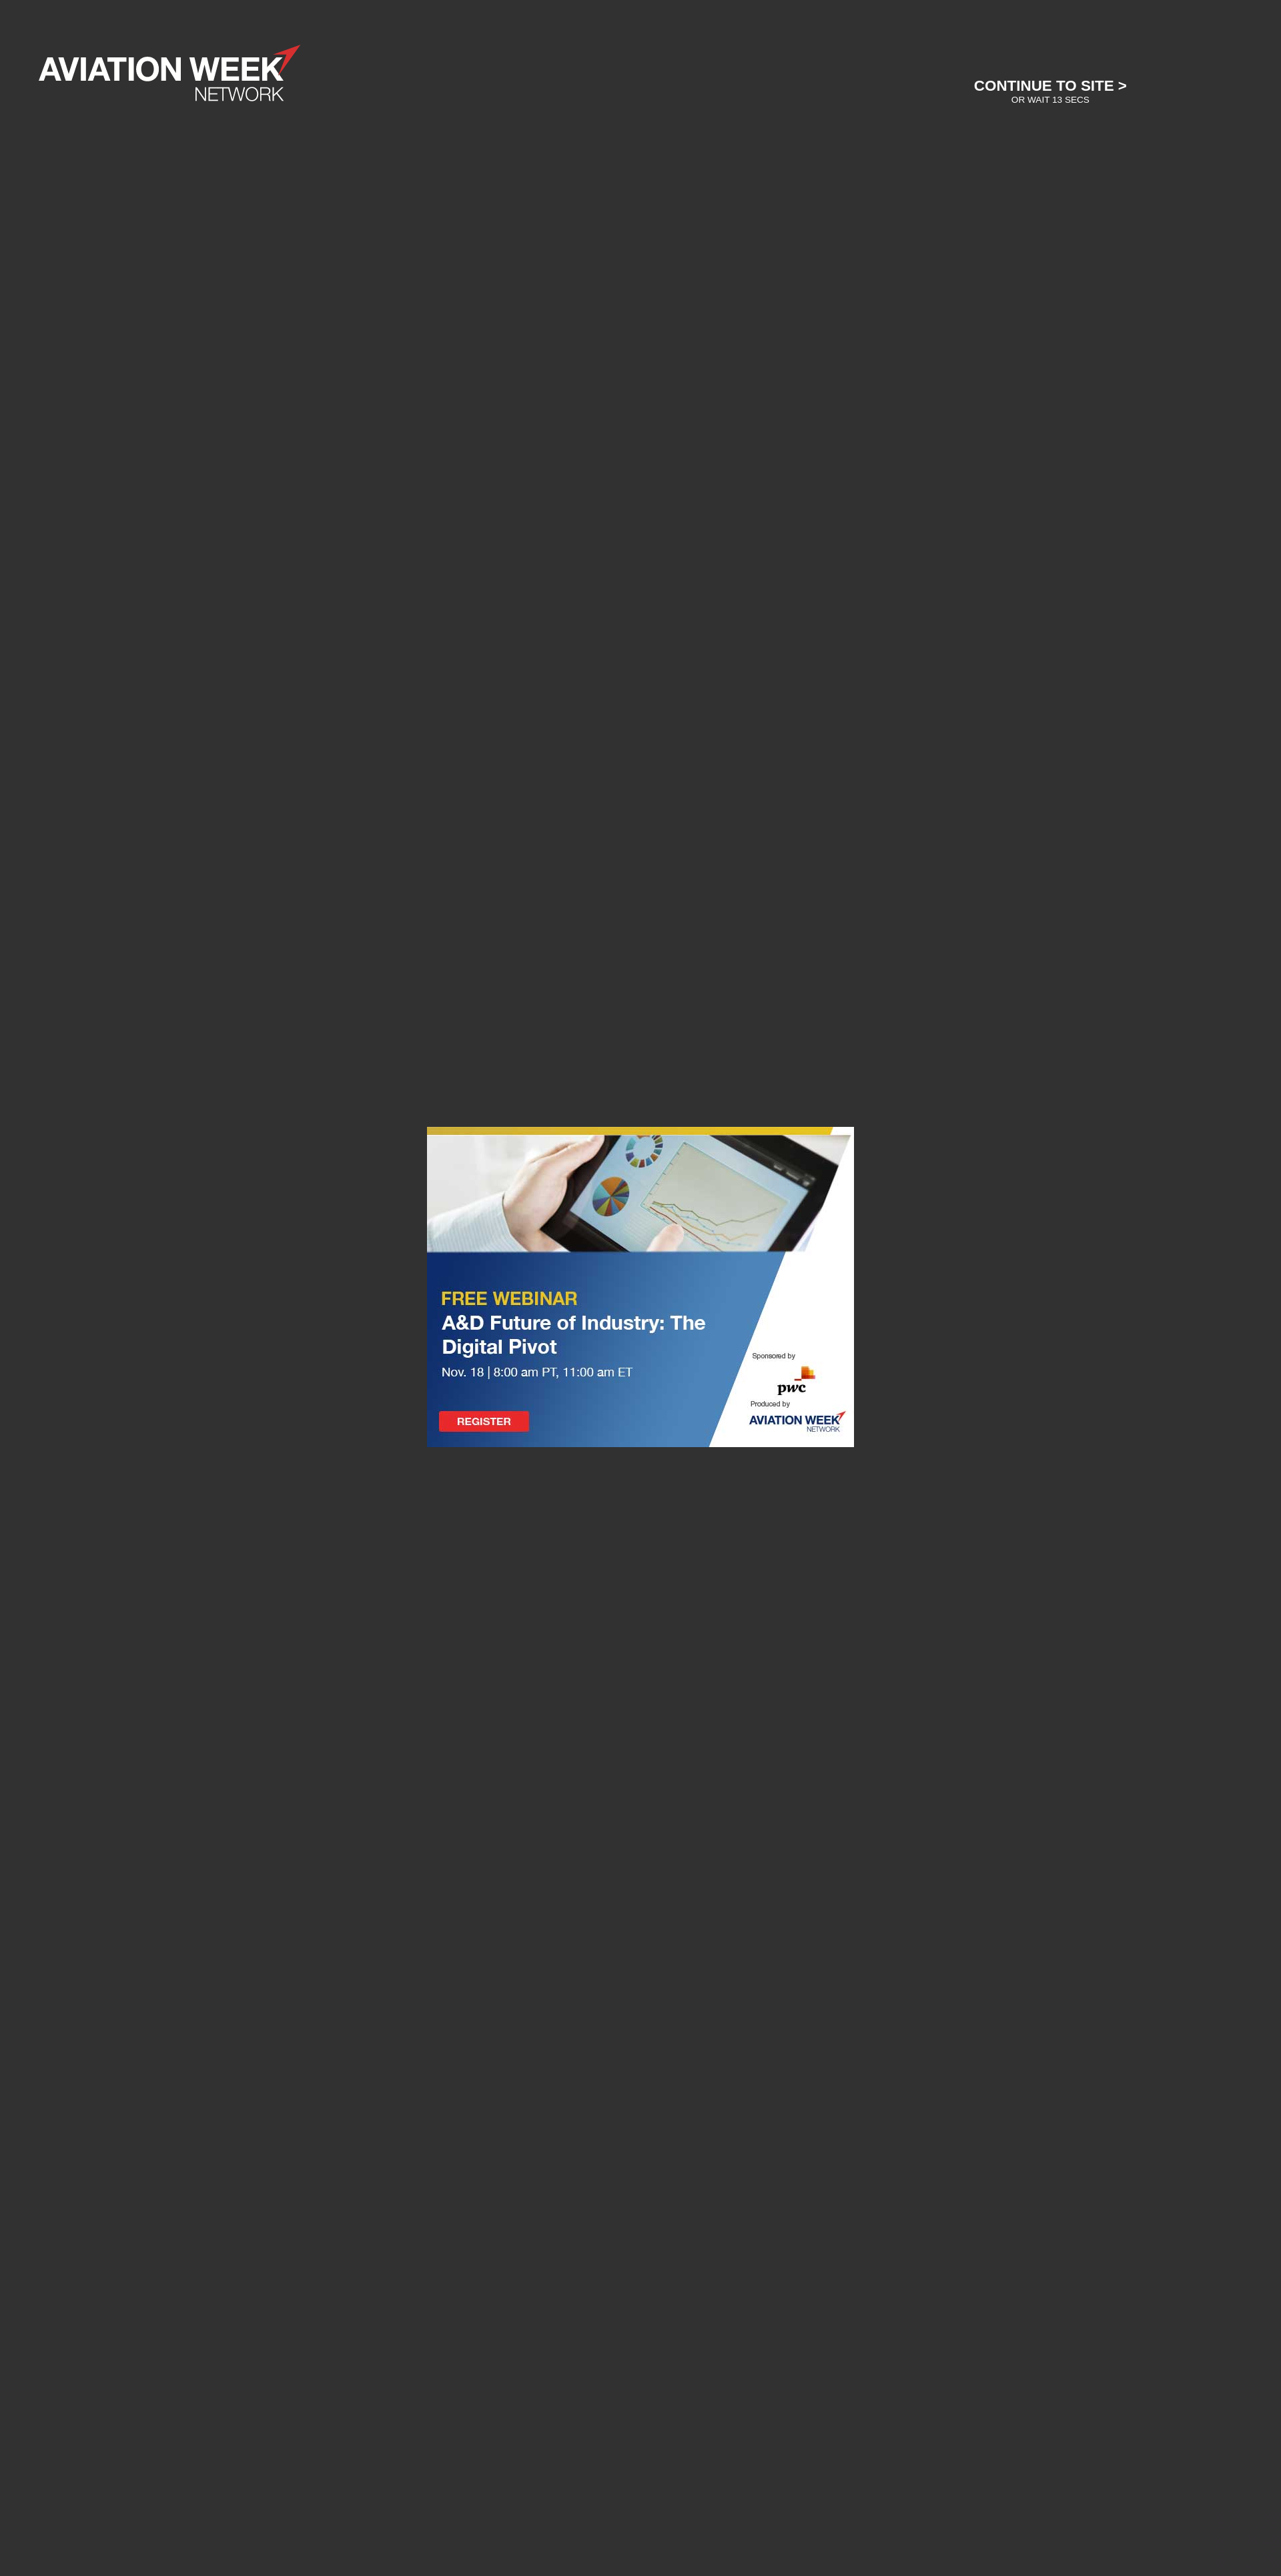 AVIATION WEEK
NETWORK
CONTINUE TO SITE >
OR WAIT 13 SECS
FREE WEBINAR
A&D Future of Industry: The
Digital Pivot
Nov. 18 | 8:00 am PT, 11:00 am ET
REGISTER
Sponsored by
pwc
Produced by
AVIATION WEEK
NETWORK